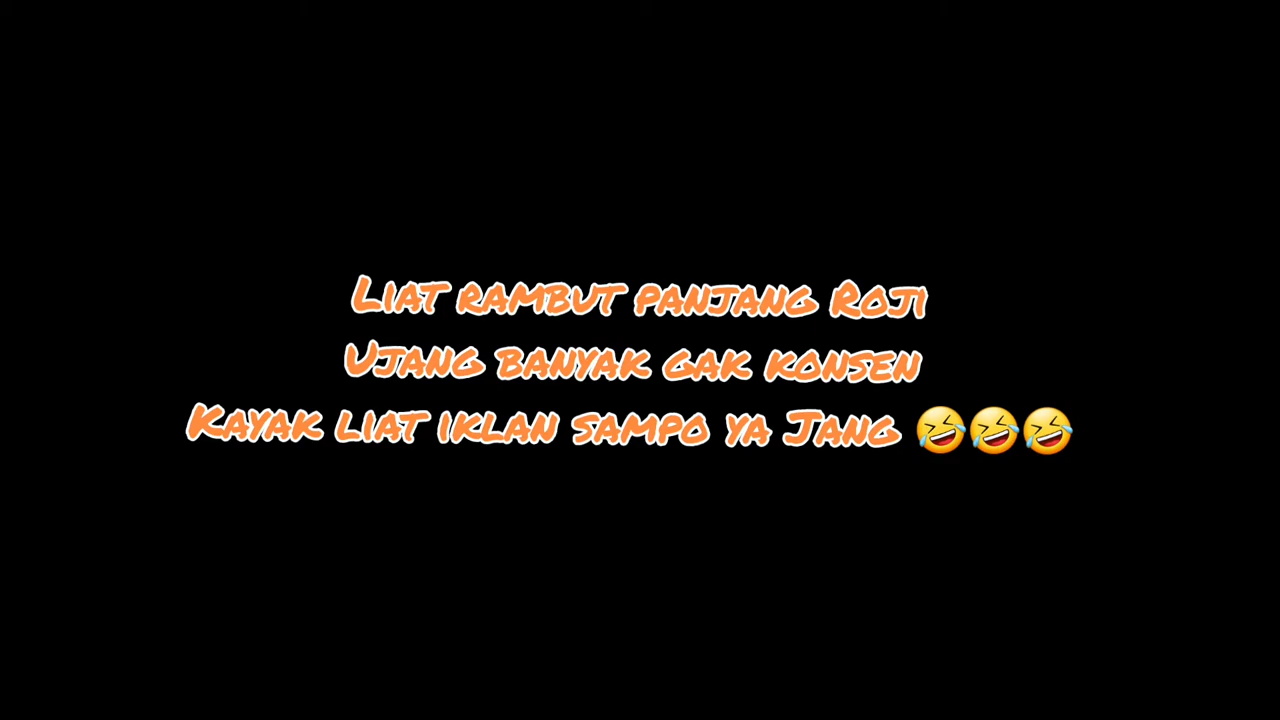 Liat rambut panjang Roji
Ujang banyak gak konsen
Kayak liat iklan sampo ya Jang 🤣🤣🤣